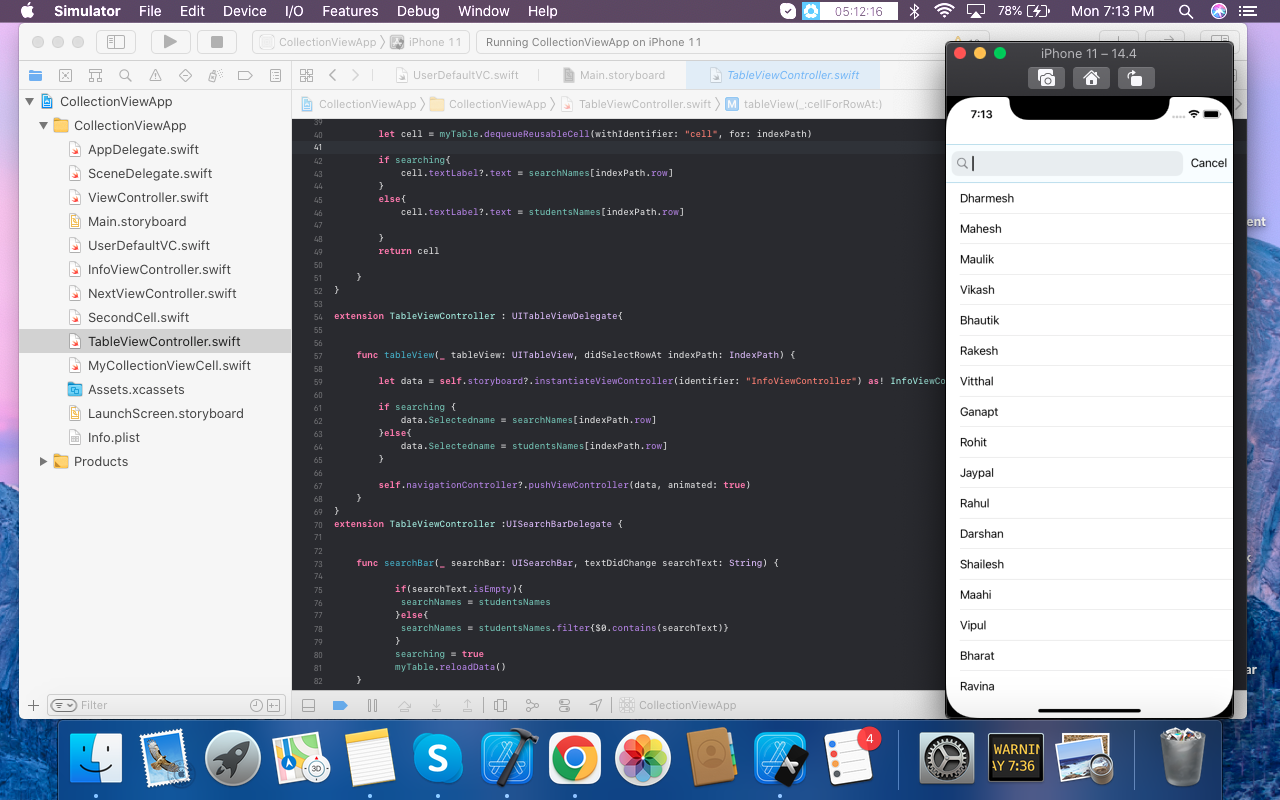 Simulator File Edit Device I/O Features Debug Window Help 05:12:16 78% Mon 7:13 PM
CollectionViewApp iPhone 11 Running CollectionViewApp on iPhone 11
UserDefaultVC.swift Main.storyboard TableViewController.swift
CollectionViewApp CollectionViewApp TableViewController.swift M tableView(_:cellForRowAt:)
CollectionViewApp
CollectionViewApp
AppDelegate.swift
SceneDelegate.swift
ViewController.swift
Main.storyboard
UserDefaultVC.swift
InfoViewController.swift
NextViewController.swift
SecondCell.swift
TableViewController.swift
MyCollectionViewCell.swift
Assets.xcassets
LaunchScreen.storyboard
Info.plist
Products
Filter
39
40 let cell = myTable.dequeueReusableCell(withIdentifier: "cell", for: indexPath)
41
42 if searching{
43 cell.textLabel?.text = searchNames[indexPath.row]
44 }
45 else{
46 cell.textLabel?.text = studentsNames[indexPath.row]
47
48 }
49 return cell
50
51 }
52 }
53
54 extension TableViewController : UITableViewDelegate{
55
56
57 func tableView(_ tableView: UITableView, didSelectRowAt indexPath: IndexPath) {
58
59 let data = self.storyboard?.instantiateViewController(identifier: "InfoViewController") as! InfoViewCo
60
61 if searching {
62 data.Selectedname = searchNames[indexPath.row]
63 }else{
64 data.Selectedname = studentsNames[indexPath.row]
65 }
66
67 self.navigationController?.pushViewController(data, animated: true)
68 }
69 }
70 extension TableViewController :UISearchBarDelegate {
71
72
73 func searchBar(_ searchBar: UISearchBar, textDidChange searchText: String) {
74
75 if(searchText.isEmpty){
76 searchNames = studentsNames
77 }else{
78 searchNames = studentsNames.filter{$0.contains(searchText)}
79 }
80 searching = true
81 myTable.reloadData()
82 }
CollectionViewApp
iPhone 11 – 14.4
7:13
Cancel
Dharmesh
Mahesh
Maulik
Vikash
Bhautik
Rakesh
Vitthal
Ganapt
Rohit
Jaypal
Rahul
Darshan
Shailesh
Maahi
Vipul
Bharat
Ravina
ent
k
ar
3D
S
4
WARNIN
AY 7:36